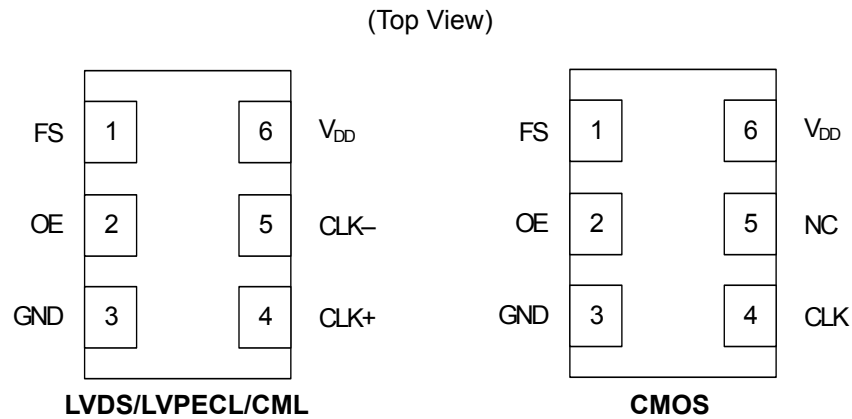 (Top View)
FS 1 6 VDD
OE 2 5 CLK–
GND 3 4 CLK+
LVDS/LVPECL/CML
FS 1 6 VDD
OE 2 5 NC
GND 3 4 CLK
CMOS